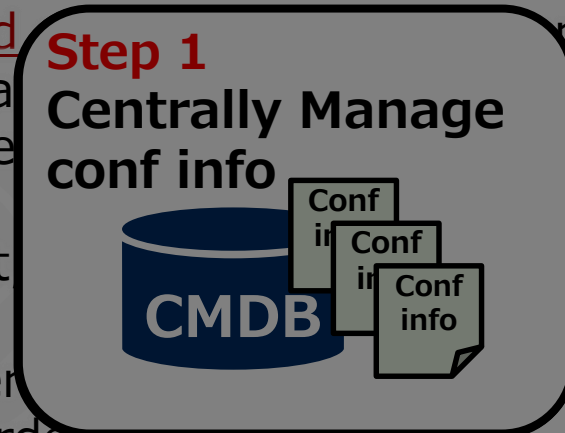 Step 1
Centrally Manage
conf info
Conf
Conf
Conf
info
CMDB